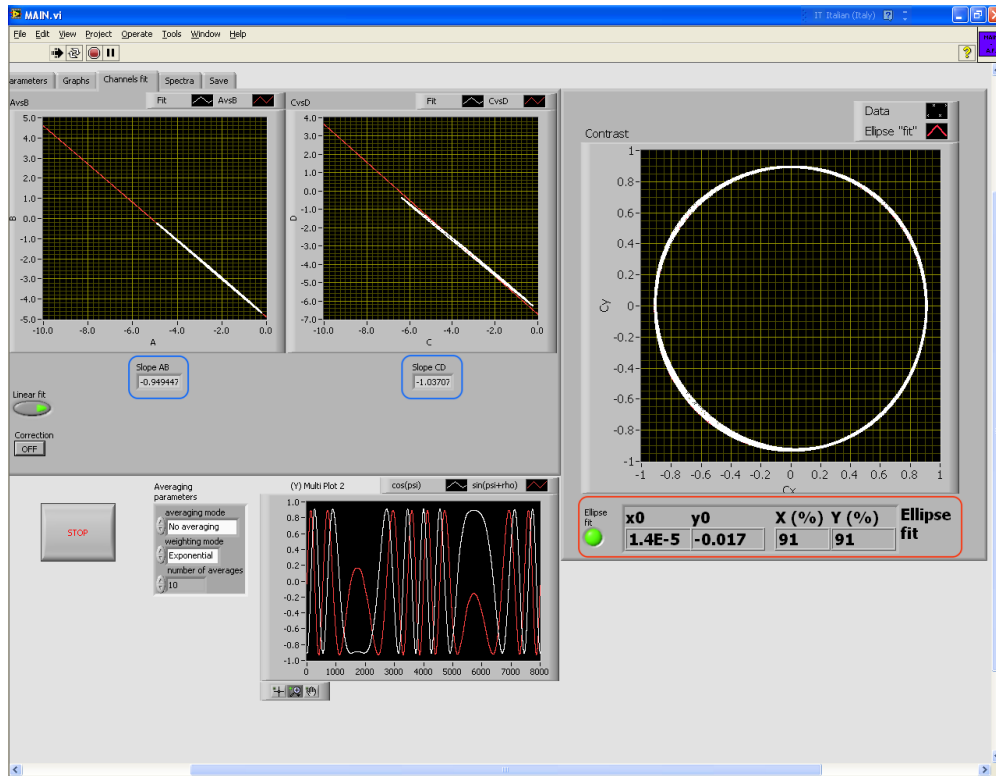 MAIN.vi
IT Italian (Italy)
File Edit View Project Operate Tools Window Help
arameters Graphs Channels fit Spectra Save
AvsB Fit AvsB
5.0
4.0
3.0
2.0
1.0
0.0
-1.0
-2.0
-3.0
-4.0
-5.0
B
-10.0 -8.0 -6.0 -4.0 -2.0 0.0
A
CvsD Fit CvsD
4.0
3.0
2.0
1.0
0.0
-1.0
-2.0
-3.0
-4.0
-5.0
-6.0
-7.0
D
-10.0 -8.0 -6.0 -4.0 -2.0 0.0
C
Slope AB
-0.949447
Slope CD
-1.03707
Linear fit
Correction
OFF
Contrast
Data
Ellipse "fit"
1
0.8
0.6
0.4
0.2
0
-0.2
-0.4
-0.6
-0.8
-1
Cy
-1 -0.8 -0.6 -0.4 -0.2 0 0.2 0.4 0.6 0.8 1
Cx
Ellipse
fit
x0 y0 X (%) Y (%)
1.4E-5 -0.017 91 91
Ellipse
fit
STOP
Averaging
parameters
averaging mode
No averaging
weighting mode
Exponential
number of averages
10
(Y) Multi Plot 2 cos(psi) sin(psi+rho)
1.0
0.8
0.6
0.4
0.2
0.0
-0.2
-0.4
-0.6
-0.8
-1.0
0 1000 2000 3000 4000 5000 6000 7000 8000